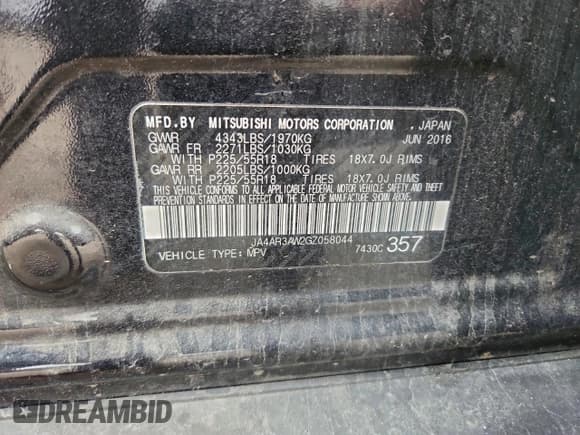 MFD.BY MITSUBISHI MOTORS CORPORATION , JAPAN
GVWR 4343LBS/1970KG JUN 2016
GAWR FR 2271LBS/1030KG
WITH P225/55R18 TIRES 18X7.0J RIMS
GAWR RR 2205LBS/1000KG
WITH P225/55R18 TIRES 18X7.0J RIMS
THIS VEHICLE CONFORMS TO ALL APPLICABLE FEDERAL MOTOR VEHICLE SAFETY AND THEFT
PREVENTION STANDARDS IN EFFECT ON THE DATE OF MANUFACTURE SHOWN ABOVE.
JA4AR3AW2GZ058044
VEHICLE TYPE: MPV 7430C 357
DREAMBID